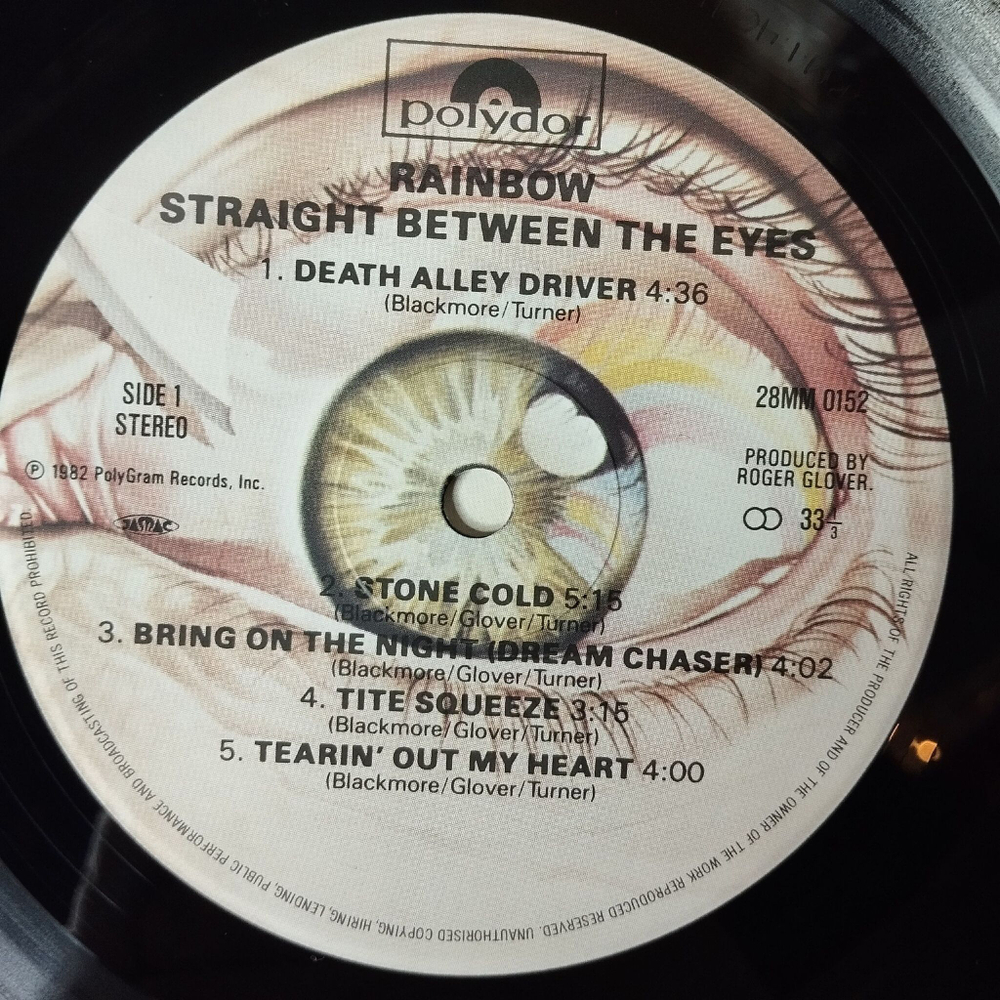 polydor
RAINBOW
STRAIGHT BETWEEN THE EYES
1. DEATH ALLEY DRIVER 4:36
(Blackmore/Turner)
SIDE 1
STEREO
℗ 1982 PolyGram Records, Inc.
JASRAC
28MM 0152
PRODUCED BY
ROGER GLOVER.
33 1/3
2. STONE COLD 5:15
(Blackmore/Glover/Turner)
3. BRING ON THE NIGHT (DREAM CHASER) 4:02
(Blackmore/Glover/Turner)
4. TITE SQUEEZE 3:15
(Blackmore/Glover/Turner)
5. TEARIN' OUT MY HEART 4:00
(Blackmore/Glover/Turner)
ALL RIGHTS OF THE PRODUCER AND OF THE OWNER OF THE WORK REPRODUCED RESERVED. UNAUTHORISED COPYING, HIRING, LENDING, PUBLIC PERFORMANCE AND BROADCASTING OF THIS RECORD PROHIBITED.